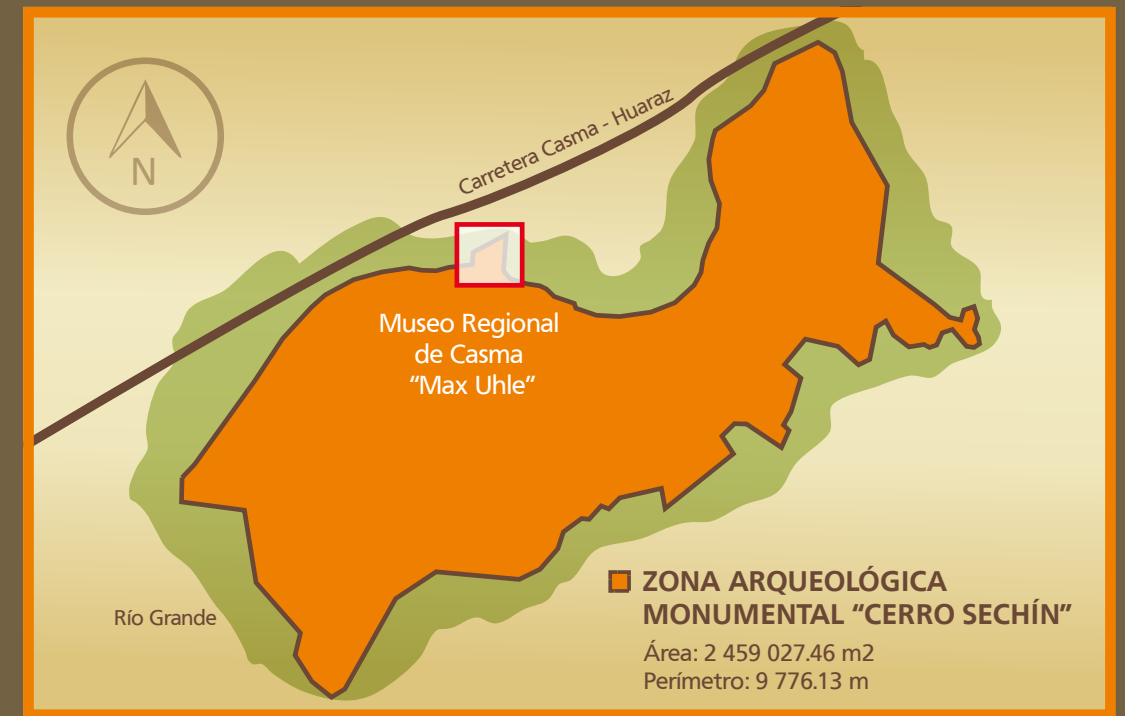 N
Carretera Casma - Huaraz
Museo Regional
de Casma
“Max Uhle”
Río Grande
ZONA ARQUEOLÓGICA
MONUMENTAL “CERRO SECHÍN”
Área: 2 459 027.46 m2
Perímetro: 9 776.13 m